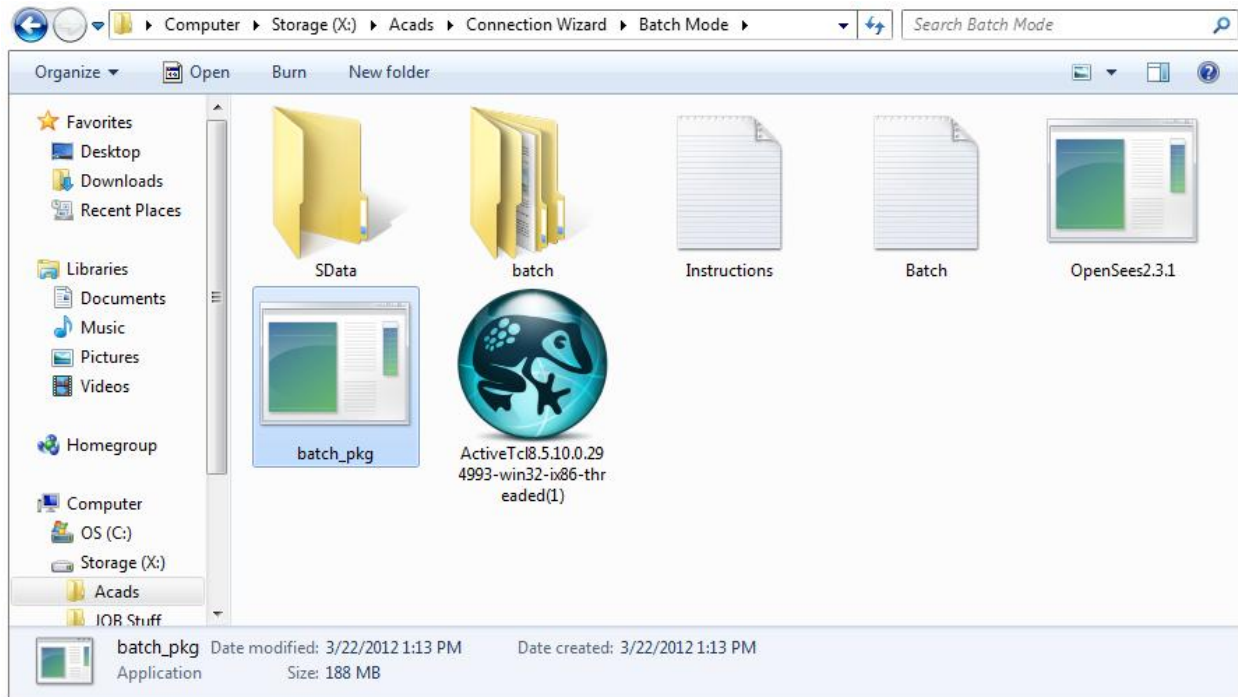 Computer Storage (X:) Acads Connection Wizard Batch Mode Search Batch Mode
Organize Open Burn New folder
Favorites
Desktop
Downloads
Recent Places
Libraries
Documents
Music
Pictures
Videos
Homegroup
Computer
OS (C:)
Storage (X:)
Acads
JOB Stuff
SData
batch
Instructions
Batch
OpenSees2.3.1
batch_pkg
ActiveTcl8.5.10.0.29
4993-win32-ix86-thr
eaded(1)
batch_pkg Date modified: 3/22/2012 1:13 PM Date created: 3/22/2012 1:13 PM
Application Size: 188 MB